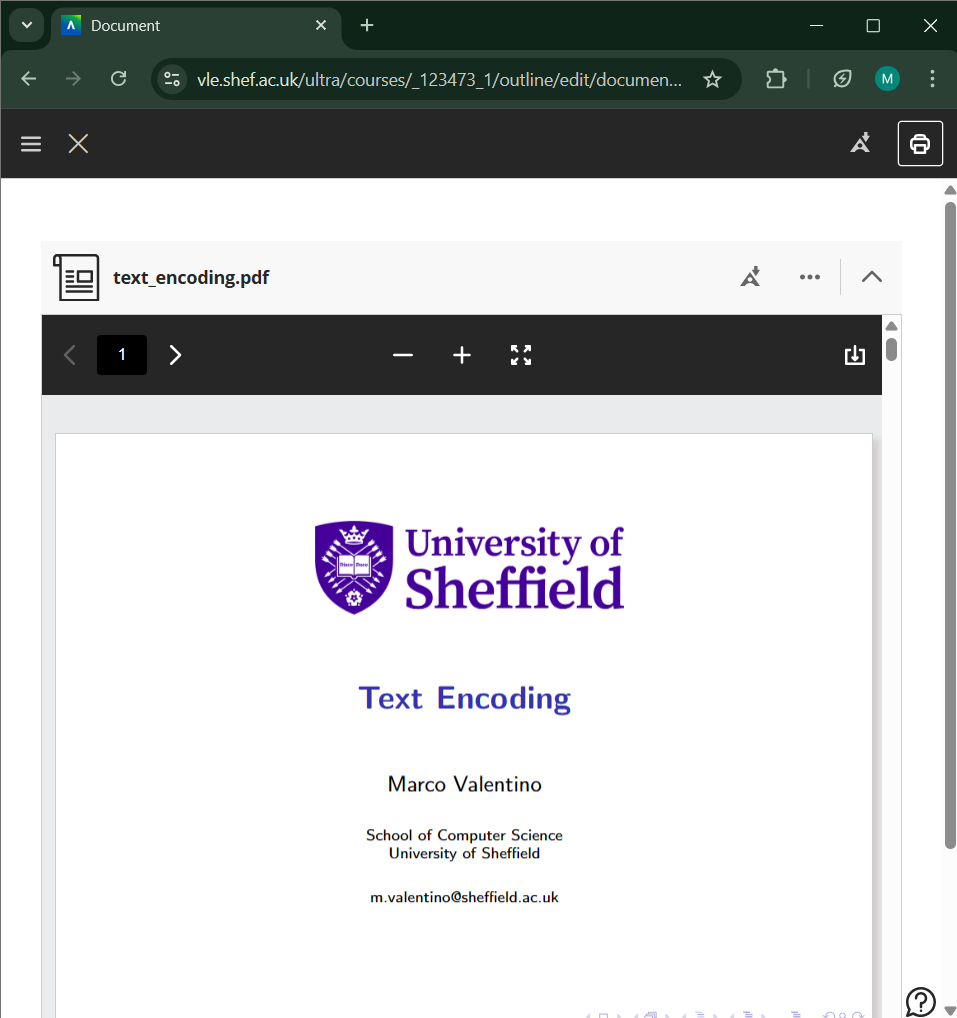 Document
vle.shef.ac.uk/ultra/courses/_123473_1/outline/edit/documen...
M
text_encoding.pdf
1
Disce Doce
University of
Sheffield
Text Encoding
Marco Valentino
School of Computer Science
University of Sheffield
m.valentino@sheffield.ac.uk